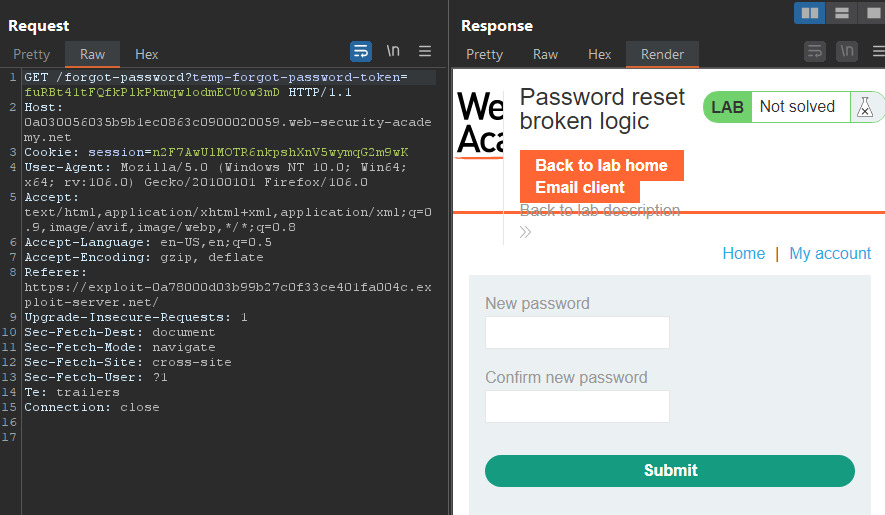 Request
Pretty Raw Hex
\n
1 GET /forgot-password?temp-forgot-password-token=
fuRBt41tFQfkPlkPkmqwlodmECUow3mD HTTP/1.1
2 Host:
0a030056035b9b1ec0863c0900020059.web-security-acade
my.net
3 Cookie: session=n2F7AwUlMOTR6nkpshXnV5wymqG2m9wK
4 User-Agent: Mozilla/5.0 (Windows NT 10.0; Win64;
x64; rv:106.0) Gecko/20100101 Firefox/106.0
5 Accept:
text/html,application/xhtml+xml,application/xml;q=0
.9,image/avif,image/webp,*/*;q=0.8
6 Accept-Language: en-US,en;q=0.5
7 Accept-Encoding: gzip, deflate
8 Referer:
https://exploit-0a78000d03b99b27c0f33ce401fa004c.ex
ploit-server.net/
9 Upgrade-Insecure-Requests: 1
10 Sec-Fetch-Dest: document
11 Sec-Fetch-Mode: navigate
12 Sec-Fetch-Site: cross-site
13 Sec-Fetch-User: ?1
14 Te: trailers
15 Connection: close
16
17
Response
Pretty Raw Hex Render
\n
We
Aca
Password reset
broken logic
LAB Not solved
Back to lab home
Email client
Back to lab description
Home | My account
New password
Confirm new password
Submit